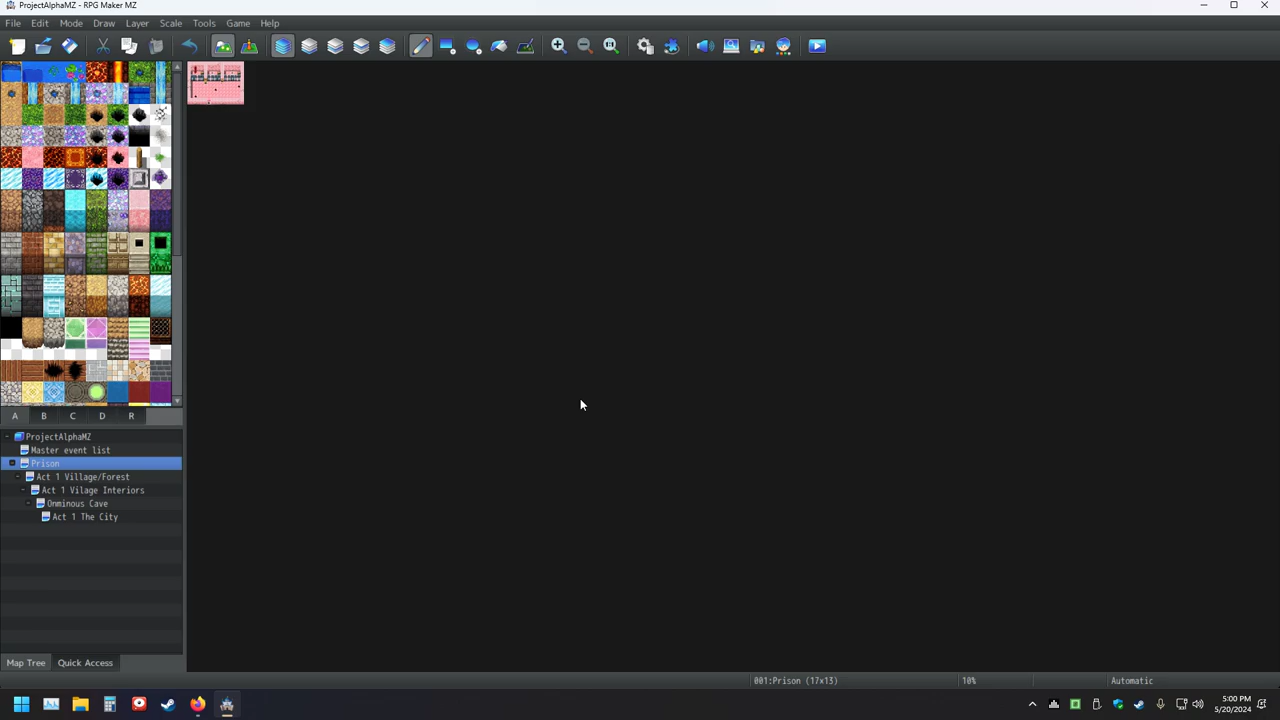 ProjectAlphaMZ - RPG Maker MZ
File Edit Mode Draw Layer Scale Tools Game Help
A B C D R
ProjectAlphaMZ
Master event list
Prison
Act 1 Village/Forest
Act 1 Vilage Interiors
Onminous Cave
Act 1 The City
Map Tree Quick Access
001:Prison (17x13) 10% Automatic
5:00 PM
5/20/2024